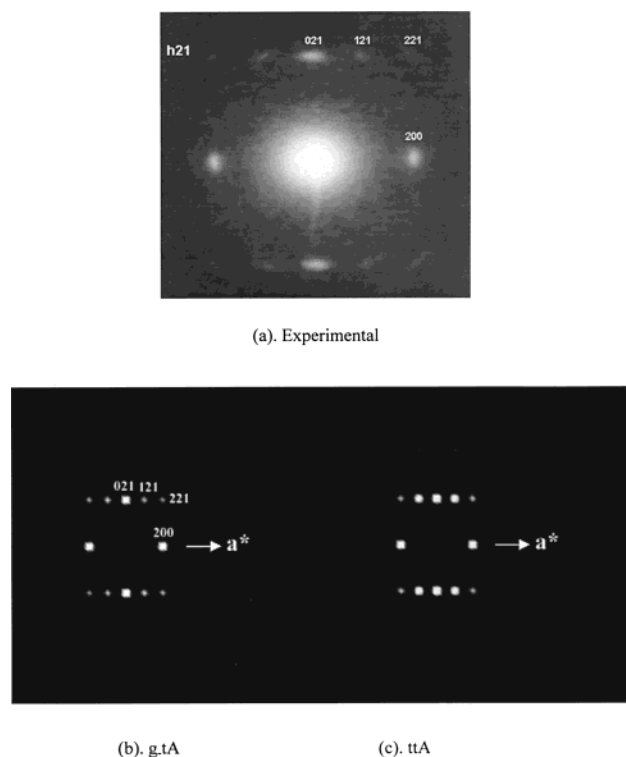 h21 021 121 221
200
(a). Experimental
021 121
221
200
a* a*
(b). g.tA (c). ttA